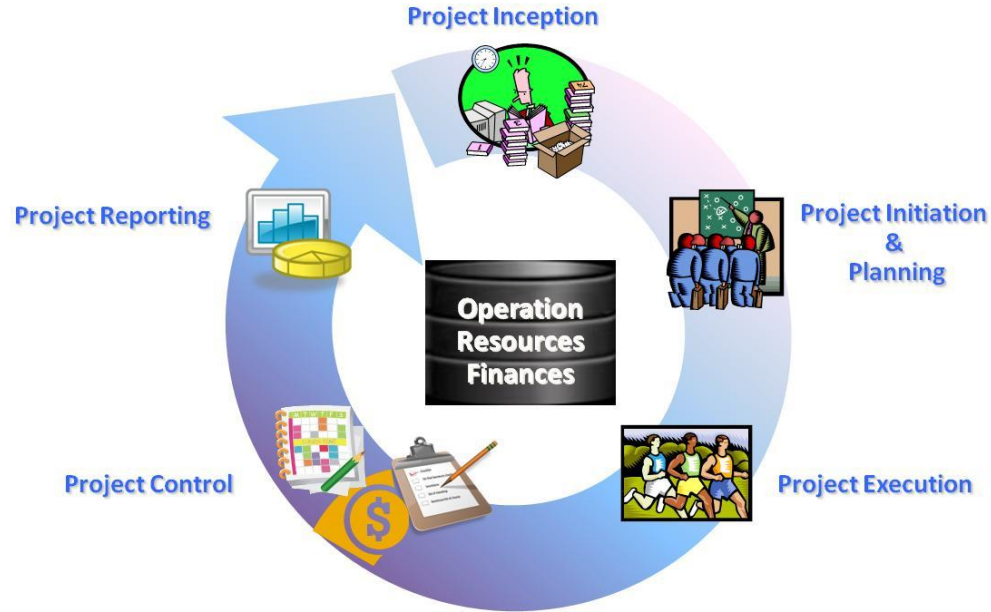 Project Inception
Project Initiation
&
Planning
Project Reporting
Operation
Resources
Finances
Project Control
$
Project Execution